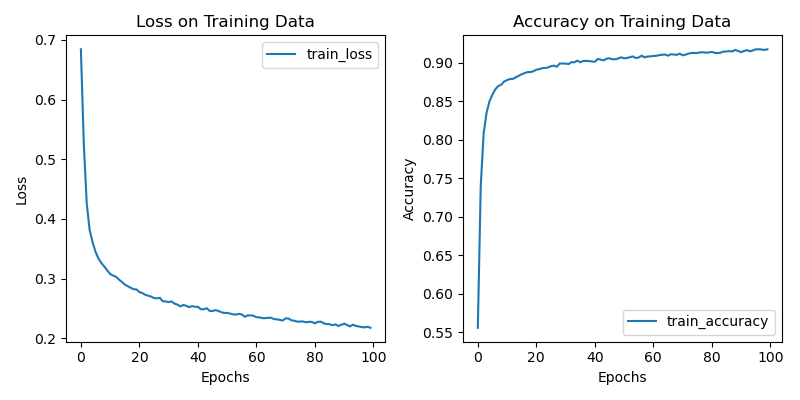 Loss on Training Data
0.7
0.6
0.5
0.4
0.3
0.2
Loss
0 20 40 60 80 100
Epochs
train_loss
Accuracy on Training Data
0.90
0.85
0.80
0.75
0.70
0.65
0.60
0.55
Accuracy
0 20 40 60 80 100
Epochs
train_accuracy